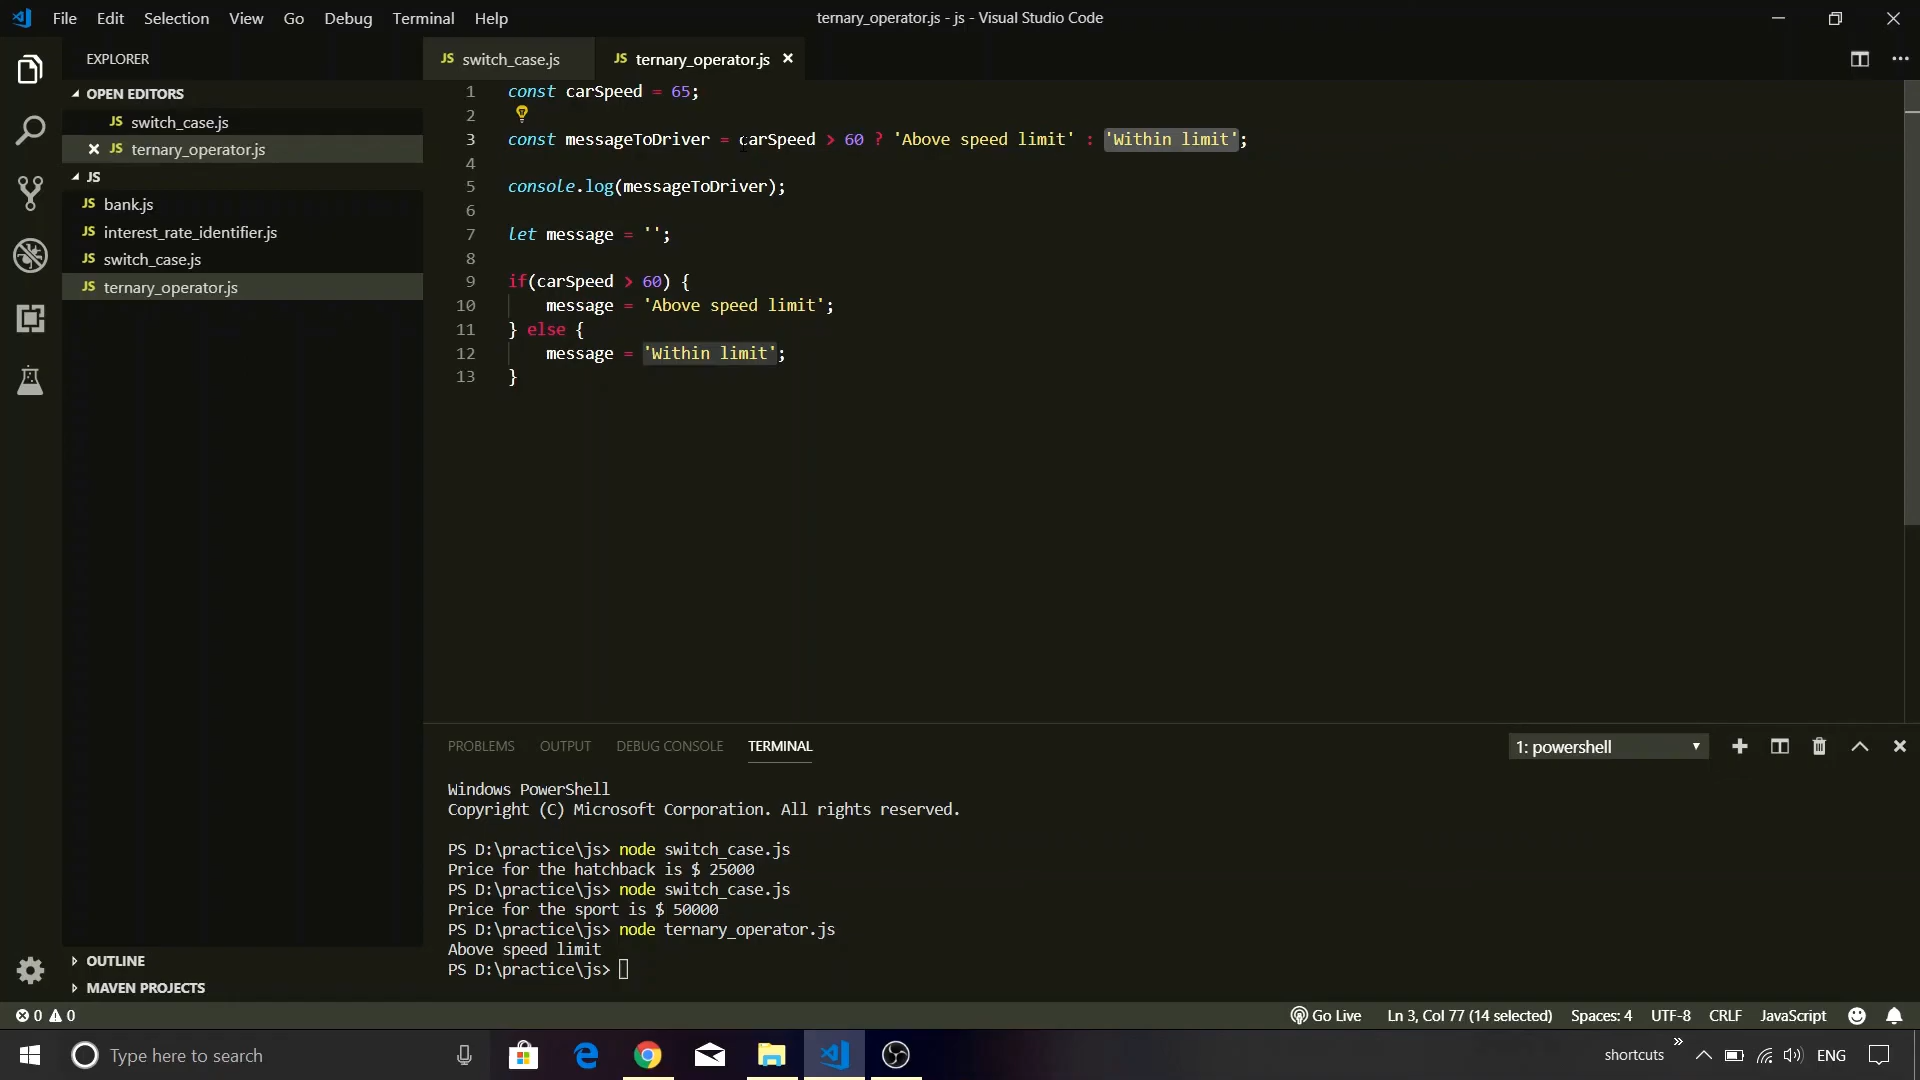 File Edit Selection View Go Debug Terminal Help
ternary_operator.js - js - Visual Studio Code
EXPLORER
OPEN EDITORS
JS switch_case.js
JS ternary_operator.js
JS
JS bank.js
JS interest_rate_identifier.js
JS switch_case.js
JS ternary_operator.js
OUTLINE
MAVEN PROJECTS
JS switch_case.js
JS ternary_operator.js
1 const carSpeed = 65;
2
3 const messageToDriver = carSpeed > 60 ? 'Above speed limit' : 'Within limit';
4
5 console.log(messageToDriver);
6
7 let message = '';
8
9 if(carSpeed > 60) {
10 message = 'Above speed limit';
11 } else {
12 message = 'Within limit';
13 }
PROBLEMS OUTPUT DEBUG CONSOLE TERMINAL
1: powershell
Windows PowerShell
Copyright (C) Microsoft Corporation. All rights reserved.
PS D:\practice\js> node switch_case.js
Price for the hatchback is $ 25000
PS D:\practice\js> node switch_case.js
Price for the sport is $ 50000
PS D:\practice\js> node ternary_operator.js
Above speed limit
PS D:\practice\js>
0 0
Go Live Ln 3, Col 77 (14 selected) Spaces: 4 UTF-8 CRLF JavaScript
Type here to search
shortcuts » ENG